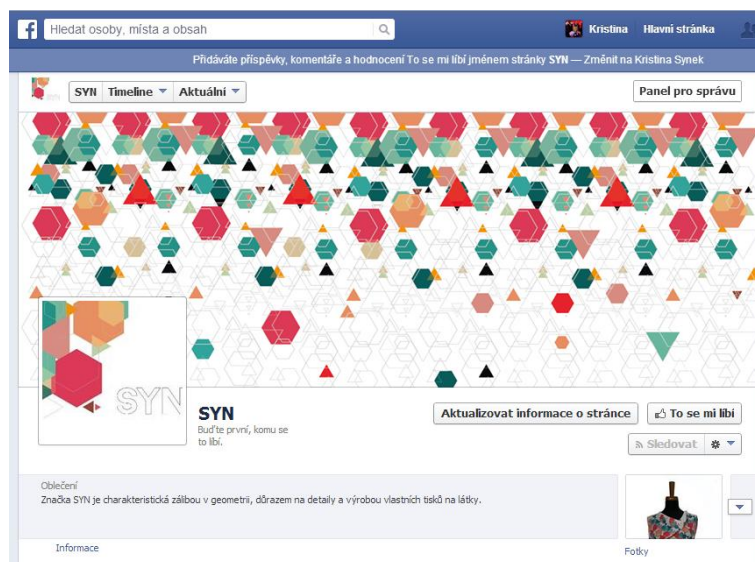 Hledat osoby, místa a obsah
Kristina Hlavní stránka
Přidáváte příspěvky, komentáře a hodnocení To se mi líbí jménem stránky SYN — Změnit na Kristina Synek
SYN Timeline Aktuální
Panel pro správu
SYN
SYN
Buďte první, komu se
to líbí.
Aktualizovat informace o stránce
To se mi líbí
Sledovat
Oblečení
Značka SYN je charakteristická zálibou v geometrii, důrazem na detaily a výrobou vlastních tisků na látky.
Informace
Fotky